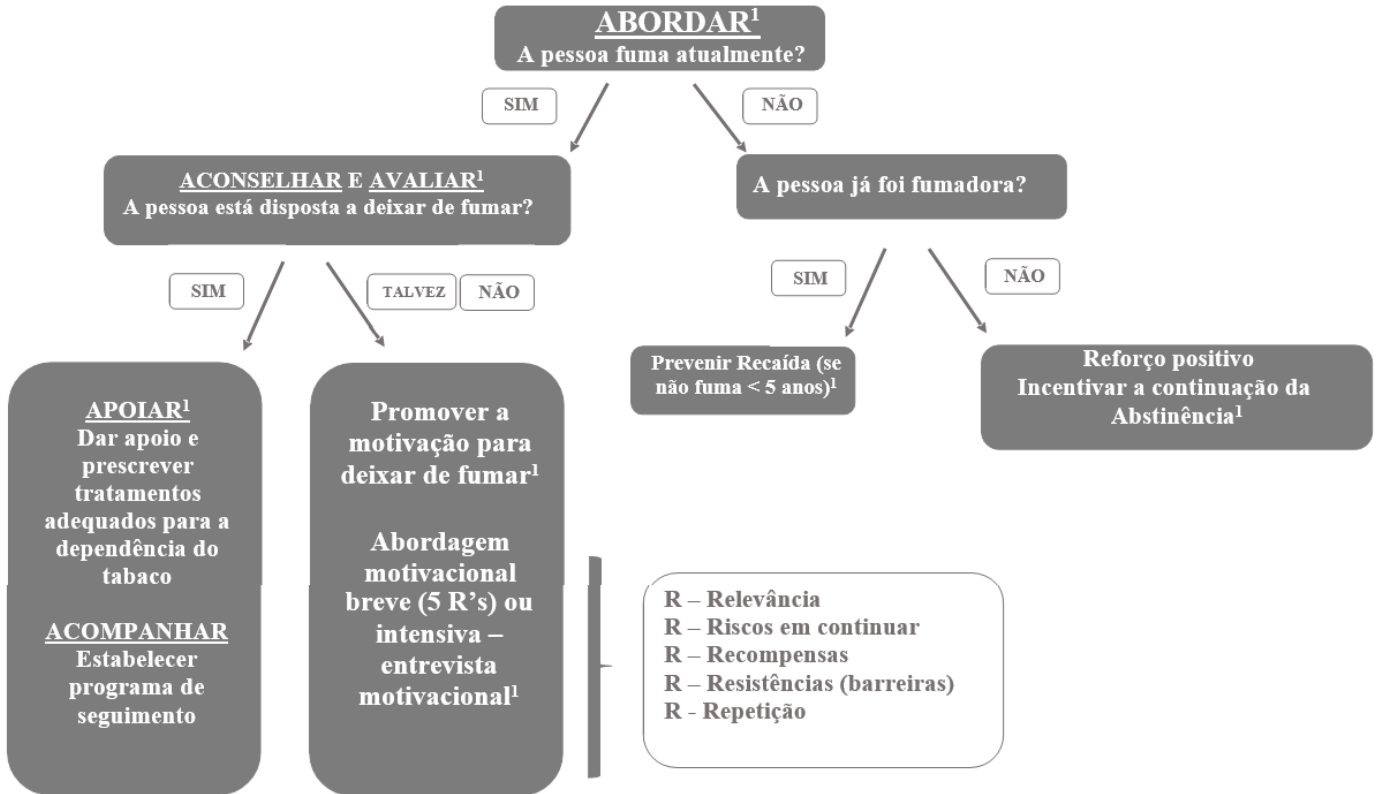 ABORDAR¹
A pessoa fuma atualmente?
SIM
NÃO
ACONSELHAR E AVALIAR¹
A pessoa está disposta a deixar de fumar?
A pessoa já foi fumadora?
SIM
TALVEZ
NÃO
SIM
NÃO
APOIAR¹
Dar apoio e
prescrever
tratamentos
adequados para a
dependência do
tabaco
ACOMPANHAR
Estabelecer
programa de
seguimento
Promover a
motivação para
deixar de fumar¹
Abordagem
motivacional
breve (5 R’s) ou
intensiva –
entrevista
motivacional¹
R – Relevância
R – Riscos em continuar
R – Recompensas
R – Resistências (barreiras)
R - Repetição
Prevenir Recaída (se
não fuma < 5 anos)¹
Reforço positivo
Incentivar a continuação da
Abstinência¹